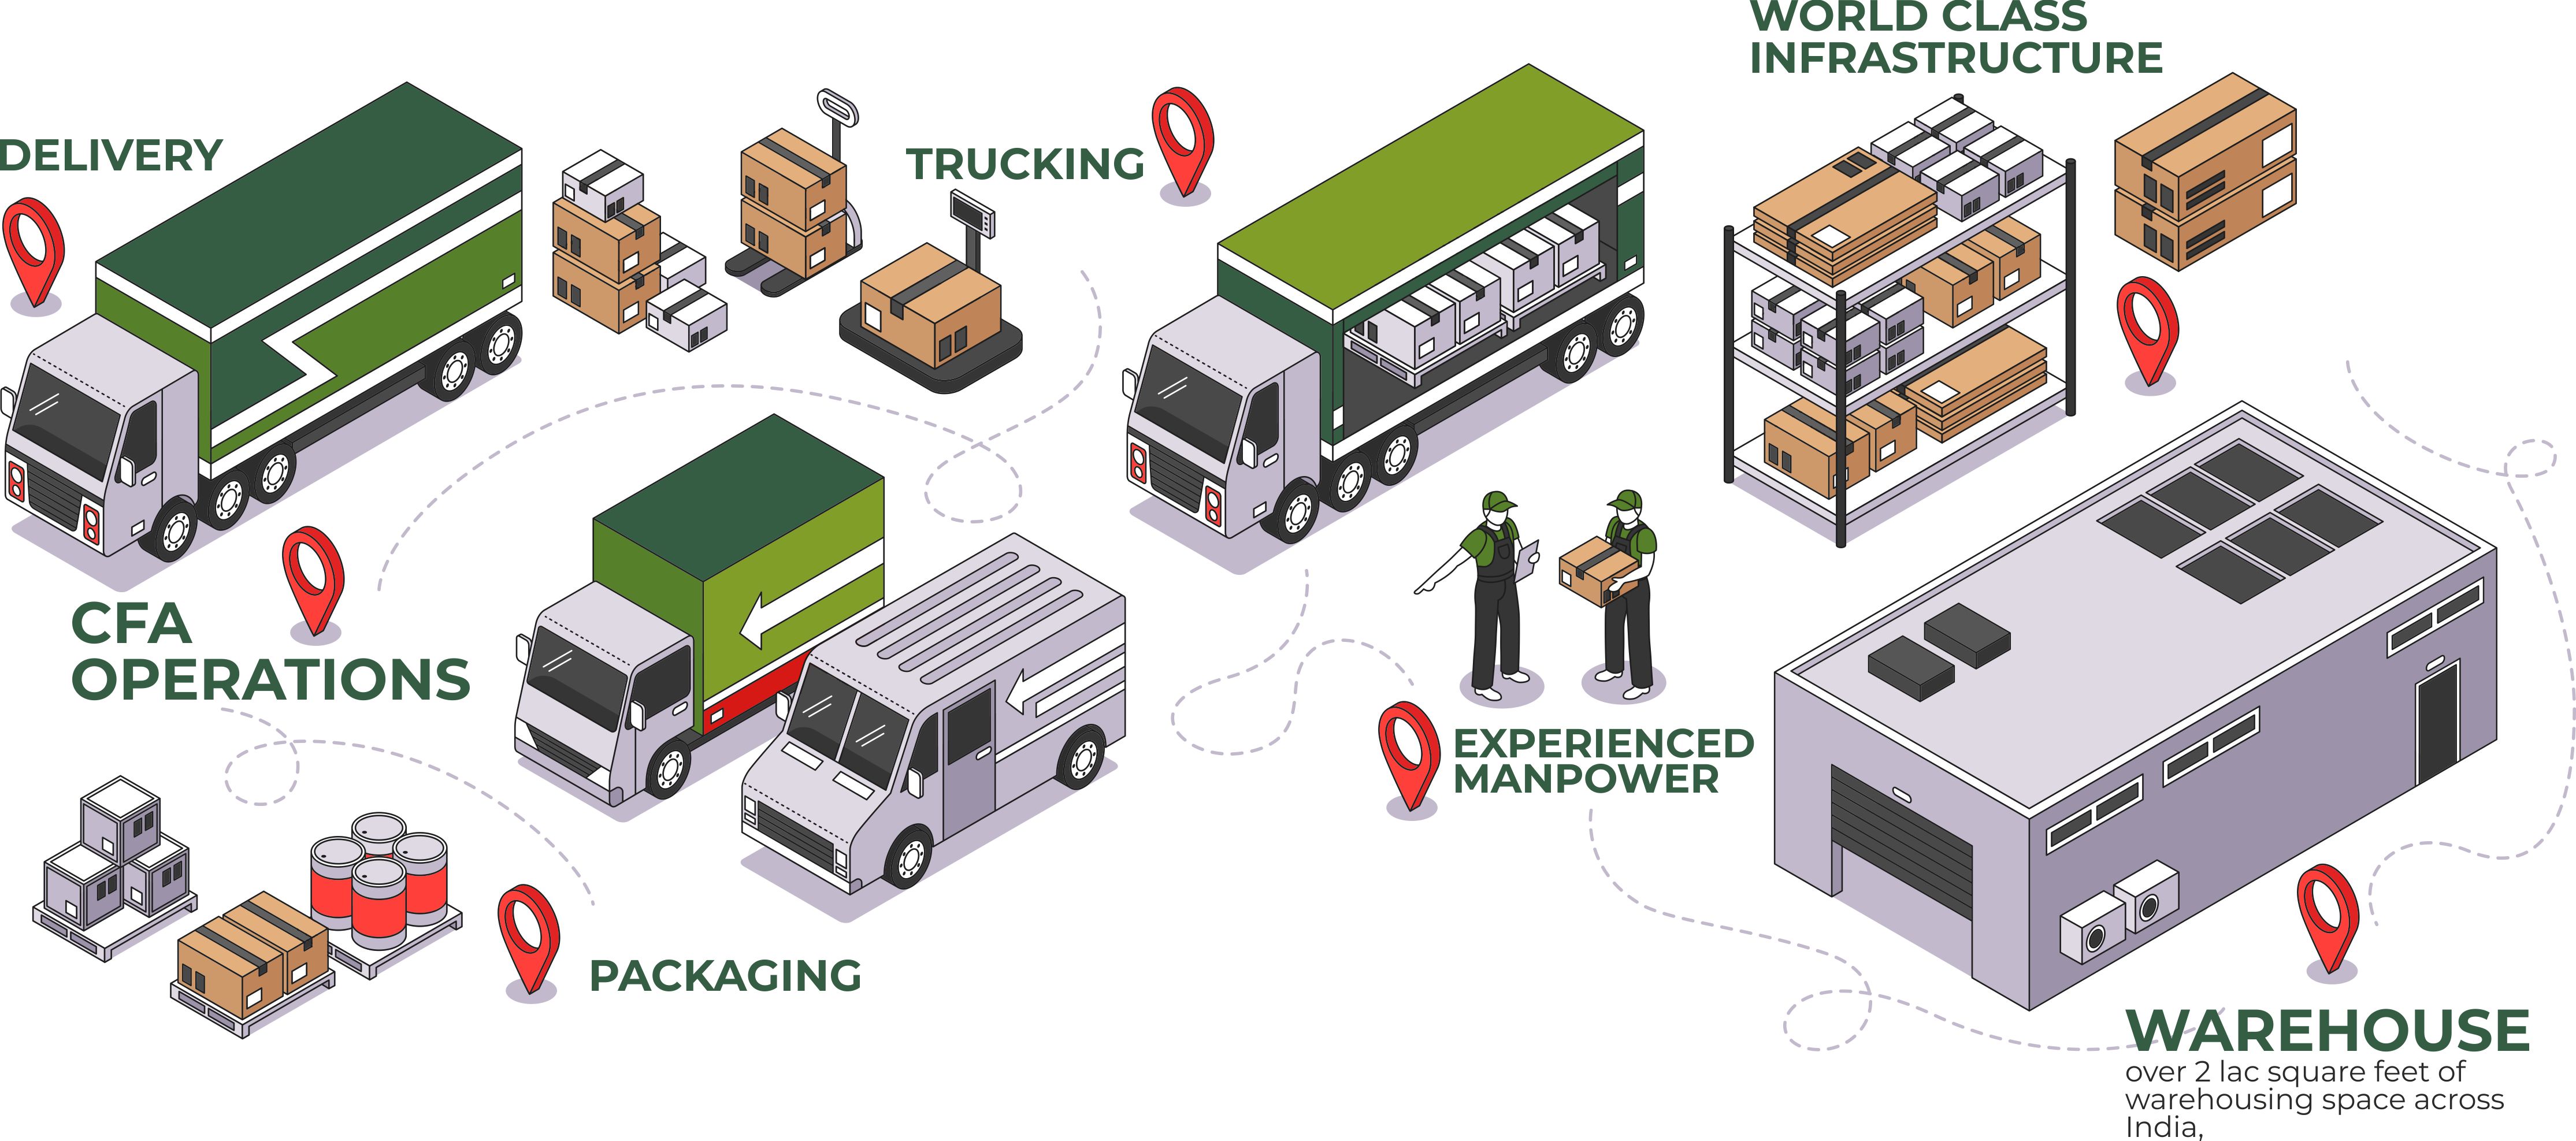 WORLD CLASS
INFRASTRUCTURE
DELIVERY
TRUCKING
CFA
OPERATIONS
EXPERIENCED
MANPOWER
PACKAGING
WAREHOUSE
over 2 lac square feet of
warehousing space across
India,